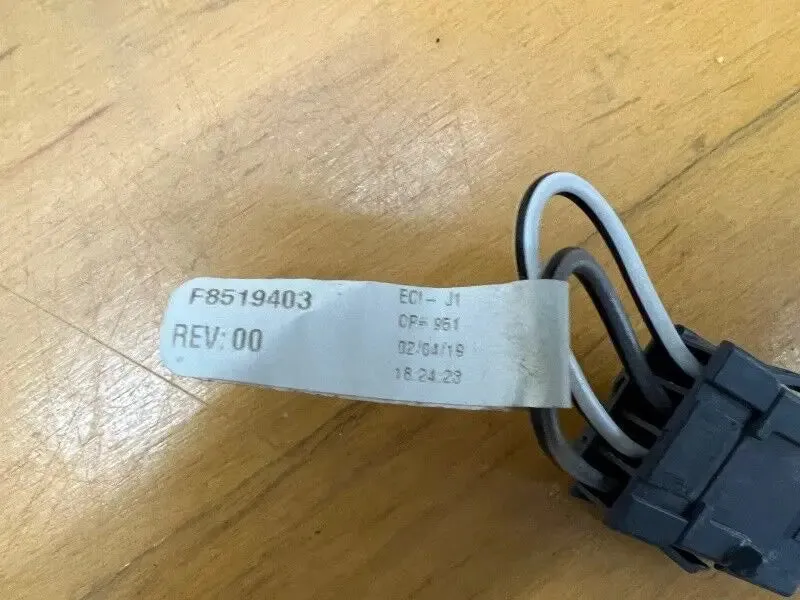 F8519403
REV: 00
ECI - J1
OP= 951
02/04/19
18:24:23